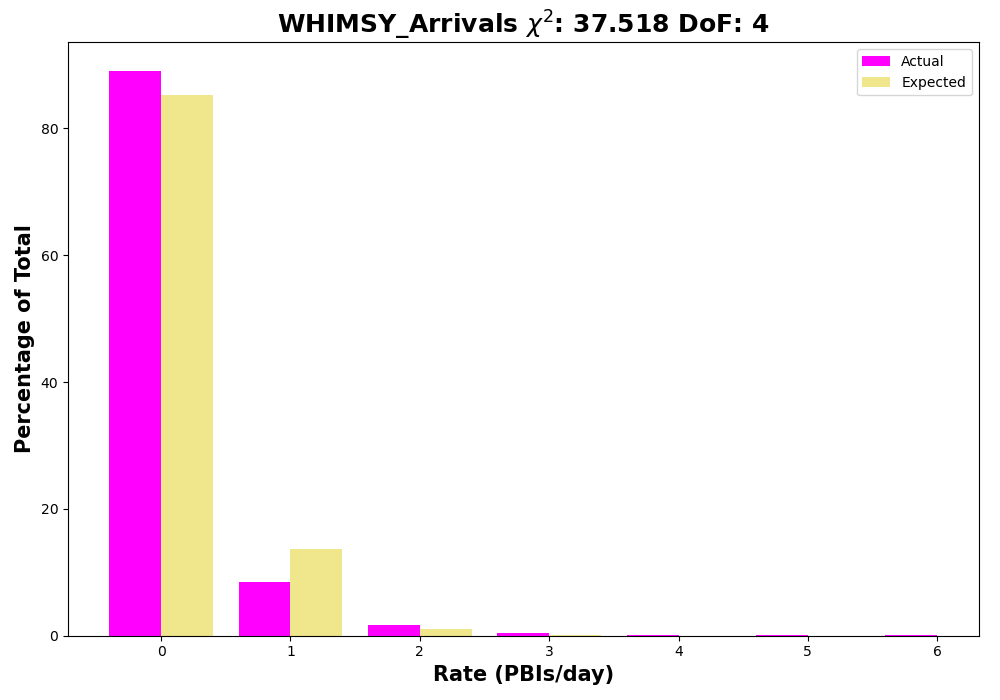 WHIMSY_Arrivals χ²: 37.518 DoF: 4
Actual
Expected
Percentage of Total
80
60
40
20
0
0 1 2 3 4 5 6
Rate (PBIs/day)